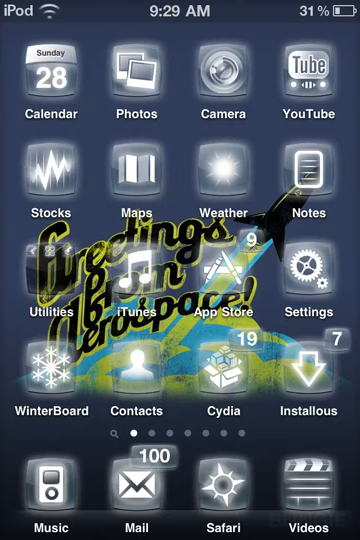 iPod 9:29 AM 31%
Sunday
28
Tube
Calendar Photos Camera YouTube
Stocks Maps Weather Notes
Greetings
9
from
Utilities iTunes App Store Settings
Aerospace!
19 7
WinterBoard Contacts Cydia Installous
100
Music Mail Safari Videos